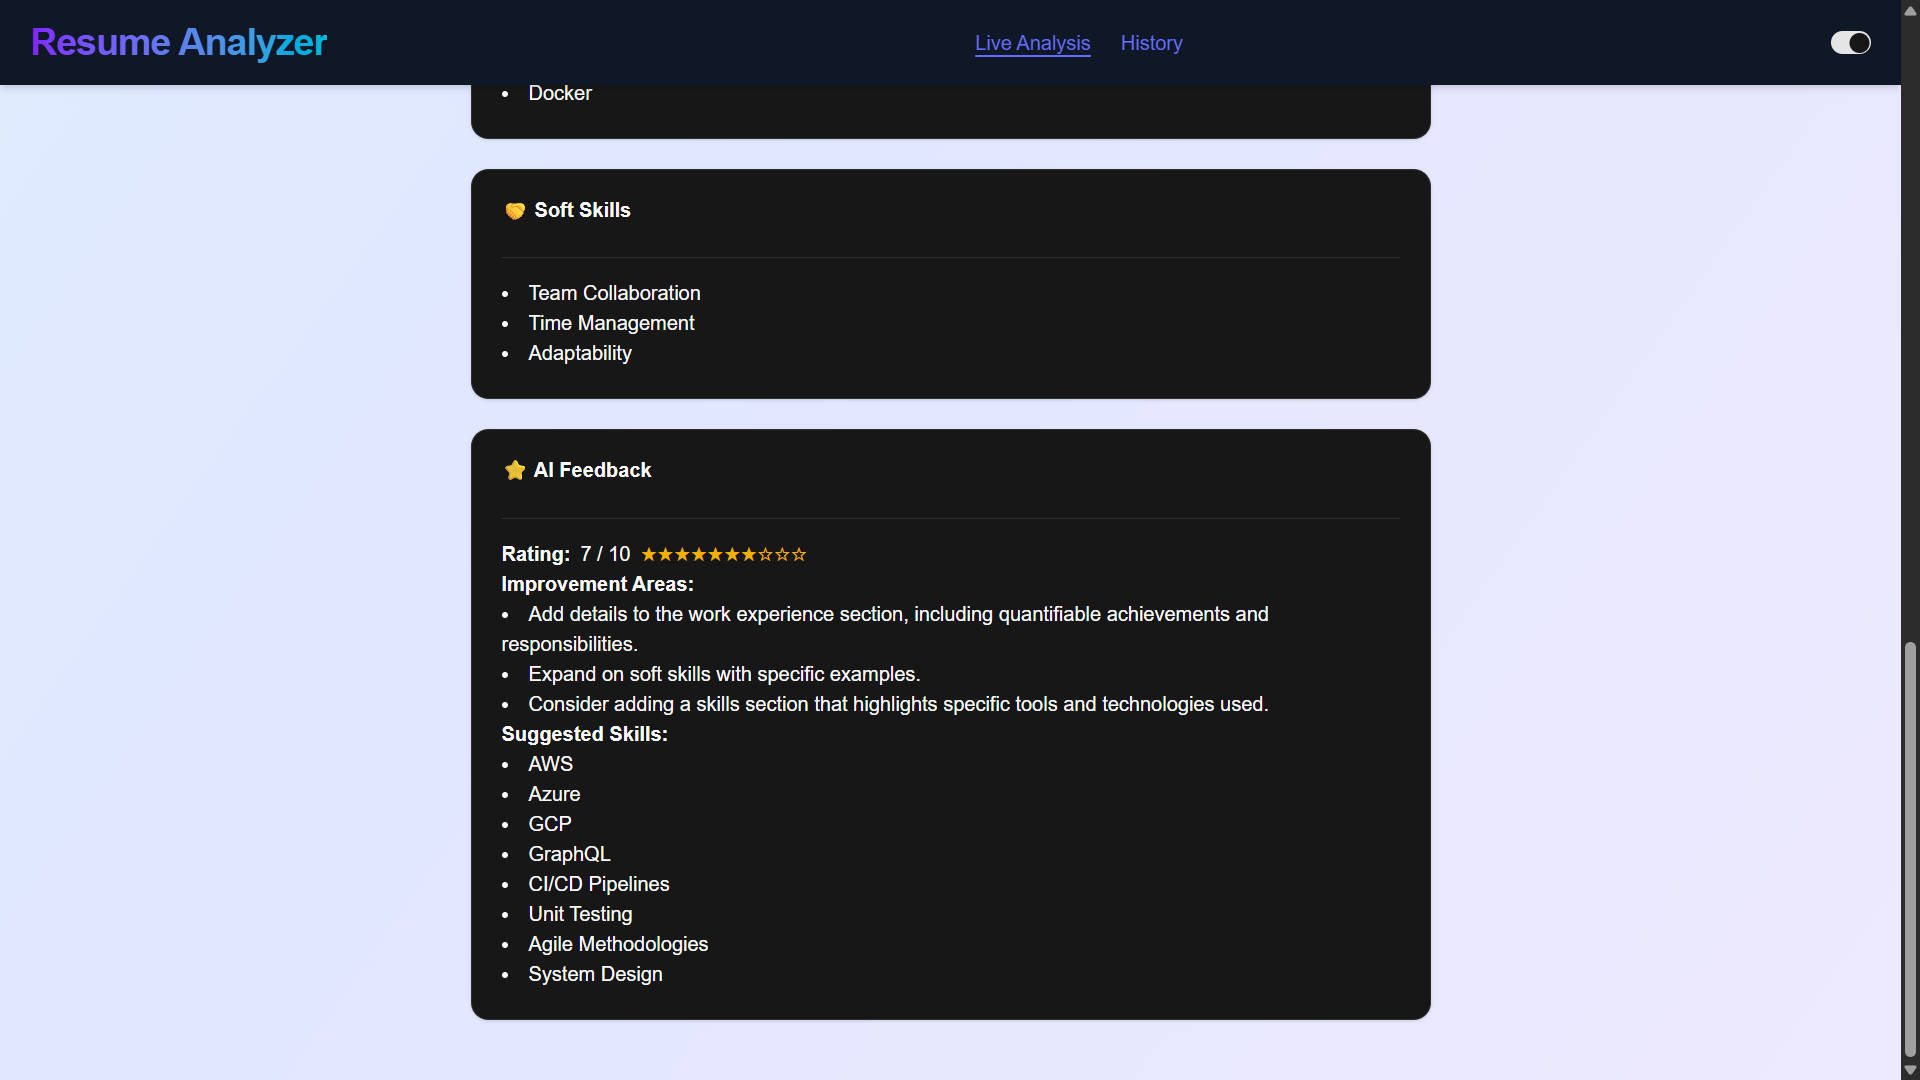 Resume Analyzer
Live Analysis
History
• Docker
🤝 Soft Skills
• Team Collaboration
• Time Management
• Adaptability
⭐ AI Feedback
Rating: 7 / 10 ★★★★★★★☆☆☆
Improvement Areas:
• Add details to the work experience section, including quantifiable achievements and
responsibilities.
• Expand on soft skills with specific examples.
• Consider adding a skills section that highlights specific tools and technologies used.
Suggested Skills:
• AWS
• Azure
• GCP
• GraphQL
• CI/CD Pipelines
• Unit Testing
• Agile Methodologies
• System Design